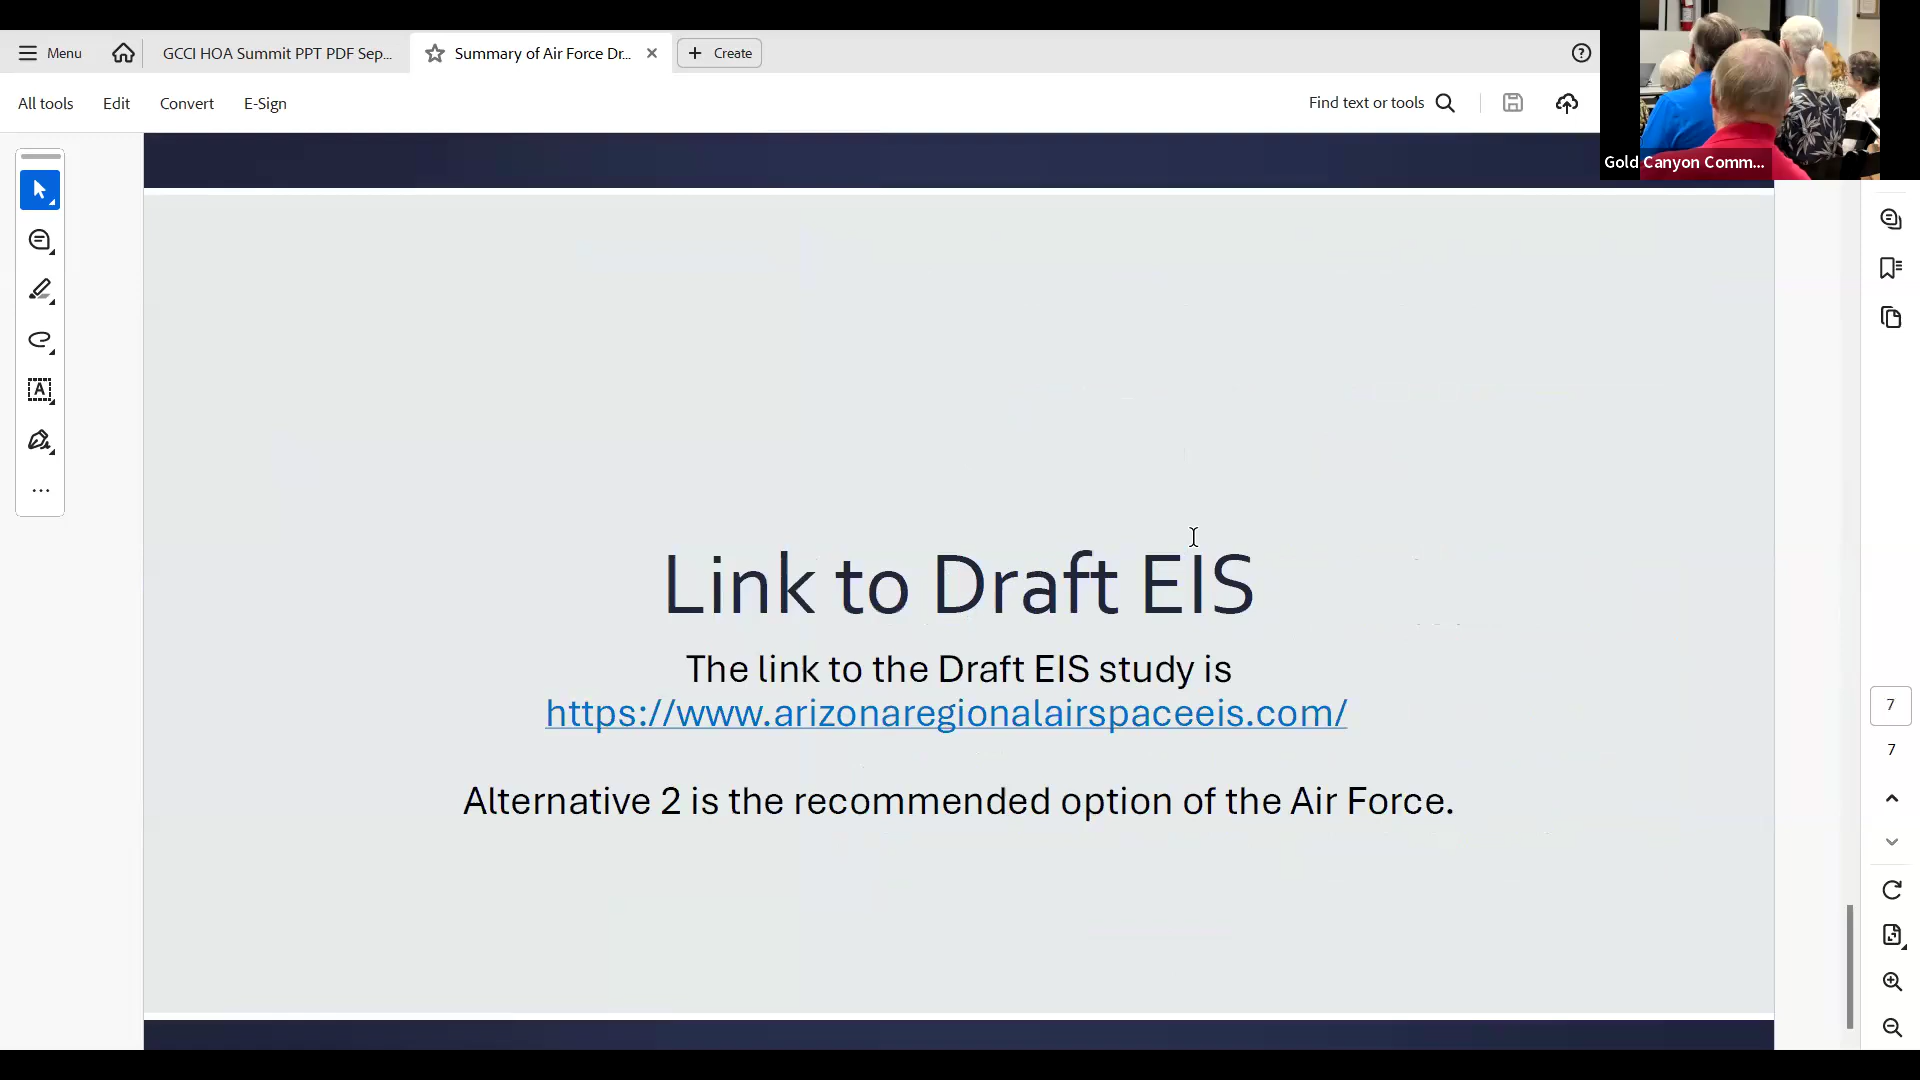 Menu
GCCI HOA Summit PPT PDF Sep...
Summary of Air Force Dr...
Create
All tools
Edit
Convert
E-Sign
Find text or tools
Gold Canyon Comm...
Link to Draft EIS
The link to the Draft EIS study is
https://www.arizonaregionalairspaceeis.com/
Alternative 2 is the recommended option of the Air Force.
7
7